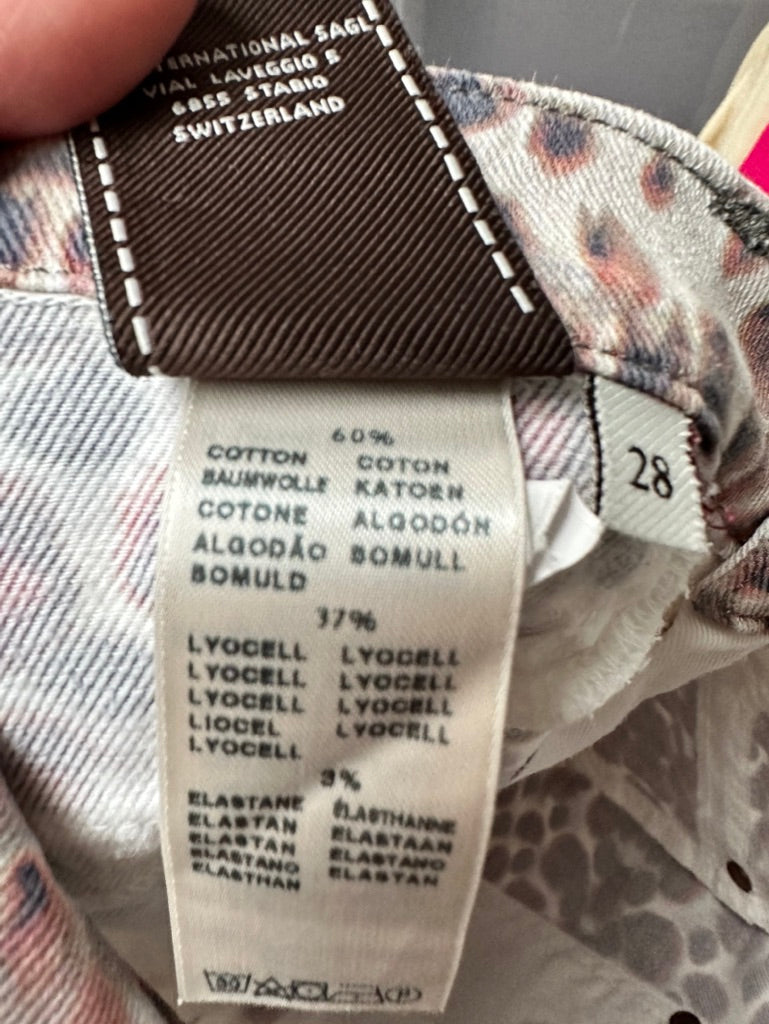 TERNATIONAL SAGL
VIAL LAVEGGIO 5
6855 STABIO
SWITZERLAND
28
60%
COTTON COTON
BAUMWOLLE KATOEN
COTONE ALGODÓN
ALGODÃO BOMULL
BOMULD
37%
LYOCELL LYOCELL
LYOCELL LYOCELL
LYOCELL LYOCELL
LIOCEL LYOCELL
LYOCELL
3%
ELASTANE ÉLASTHANNE
ELASTAN ELASTAAN
ELASTAN ELASTANO
ELASTANO ELASTAN
ELASTHAN